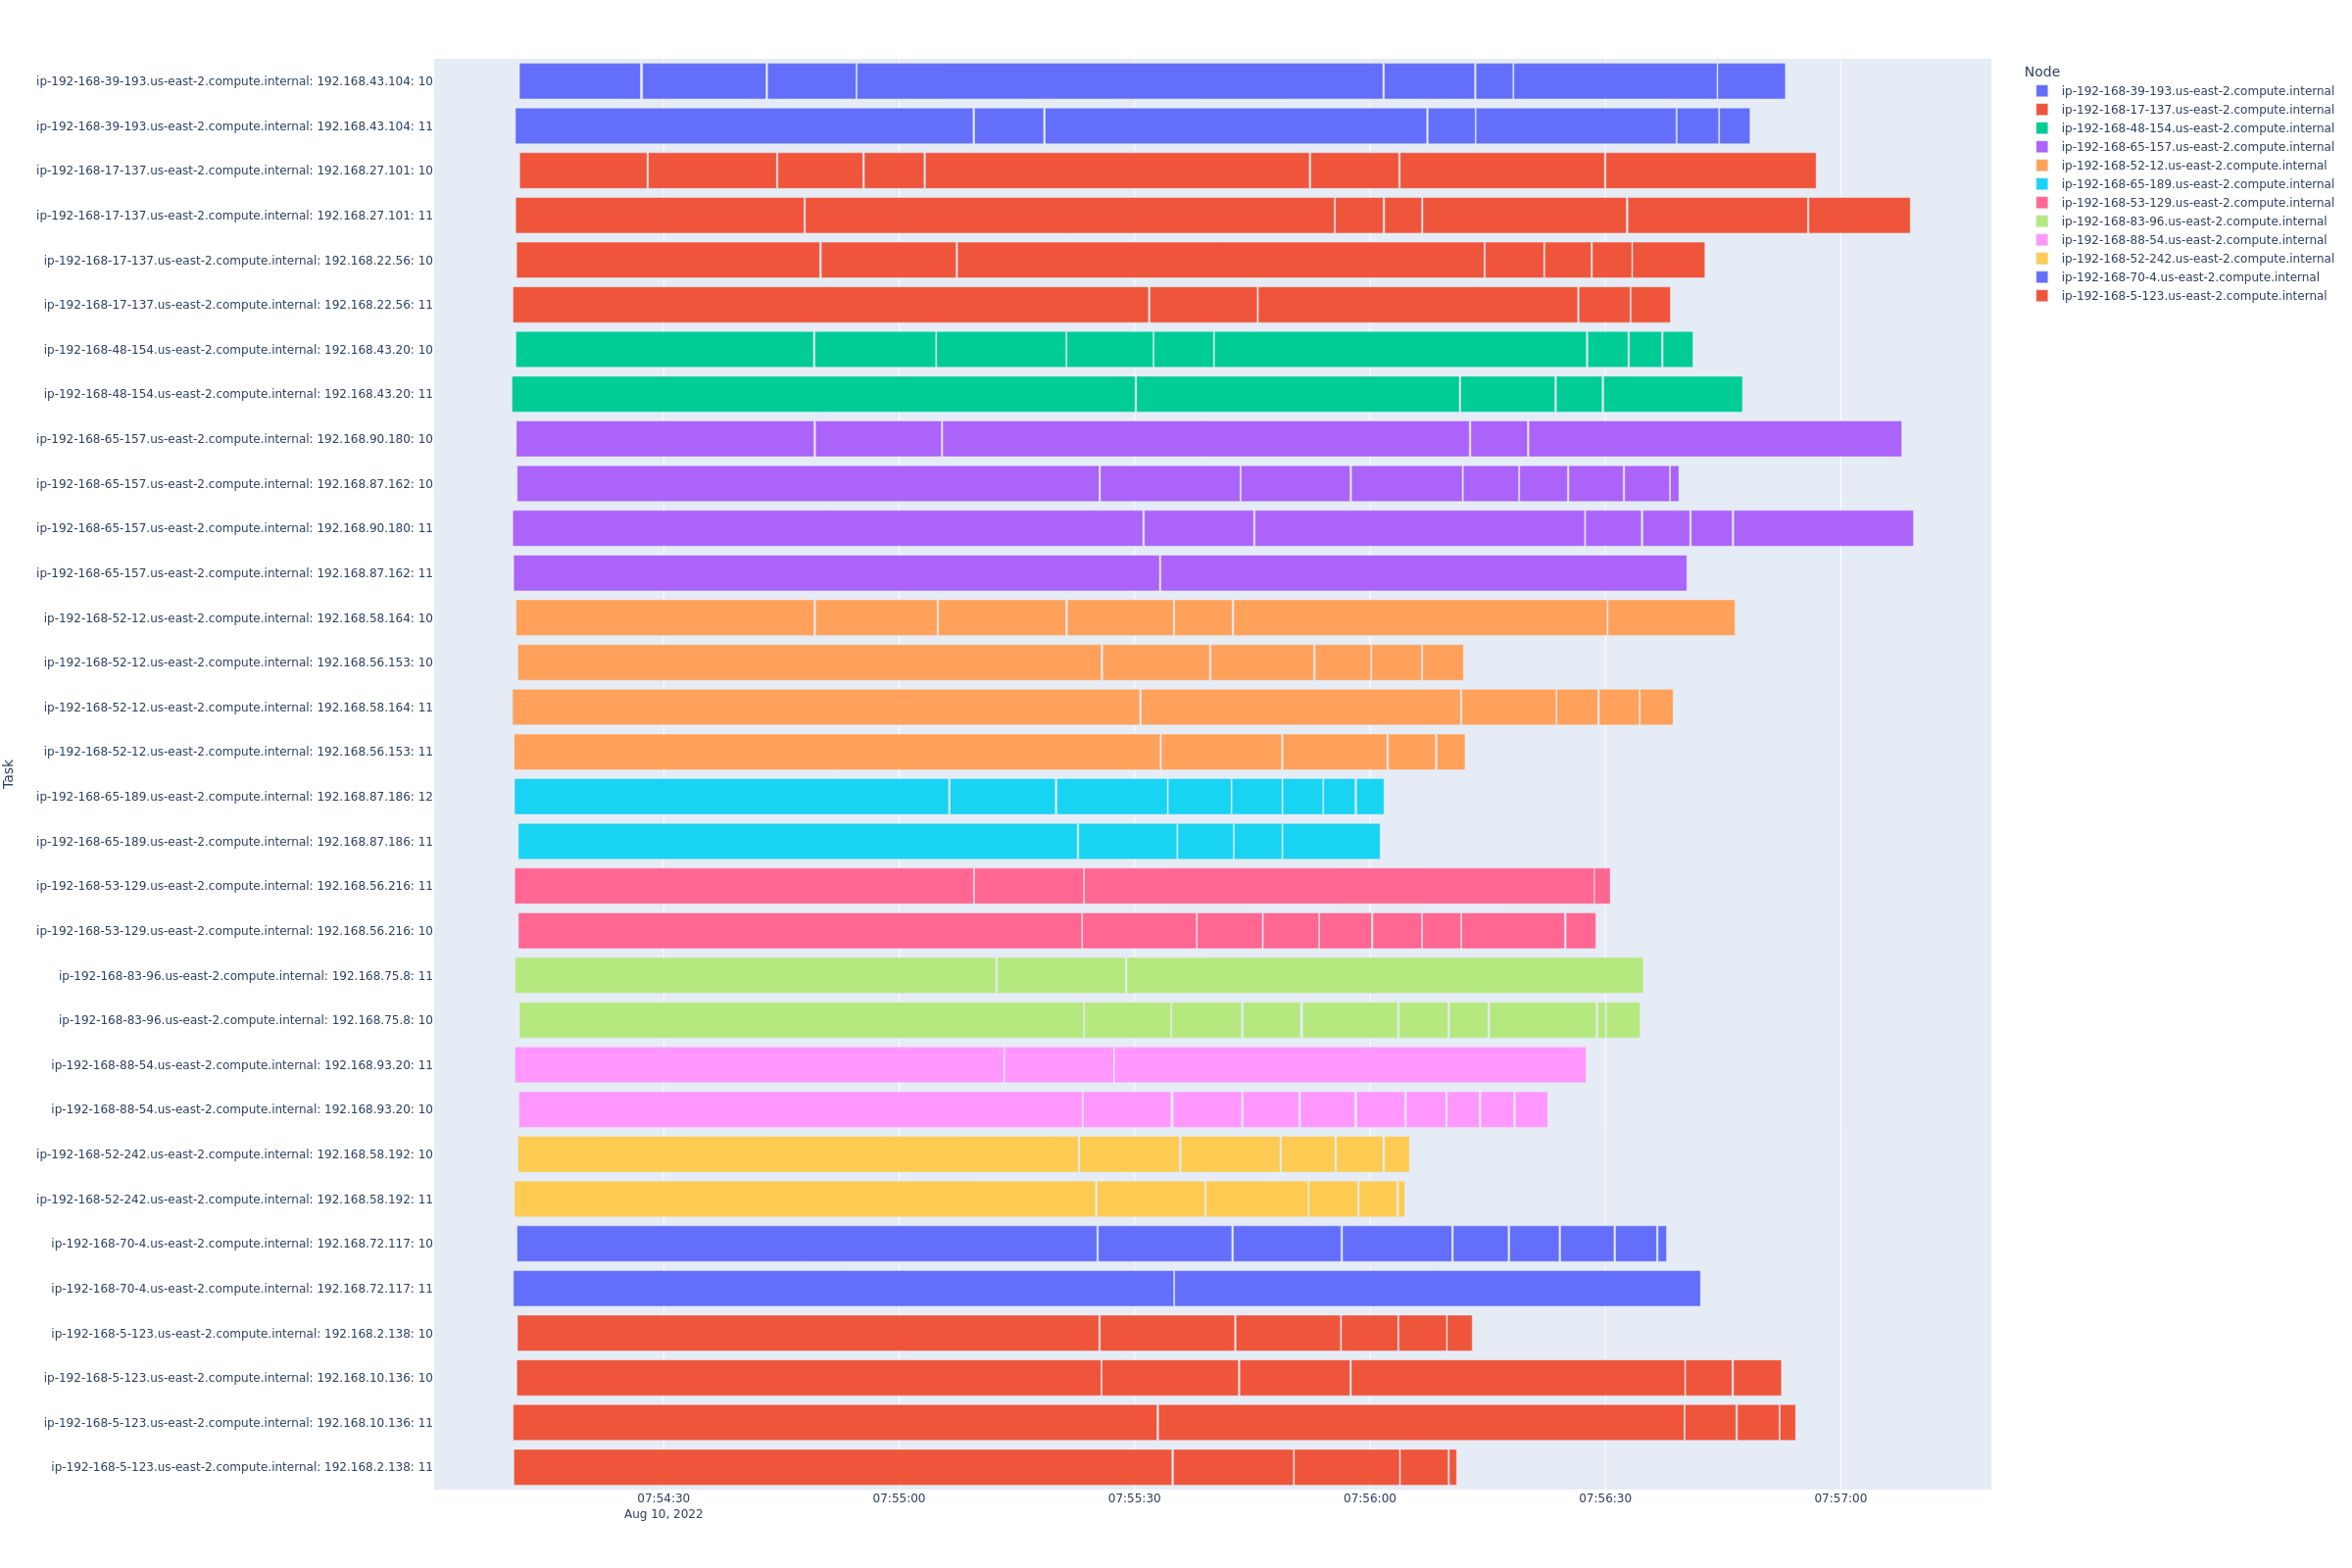 ip-192-168-39-193.us-east-2.compute.internal: 192.168.43.104: 10
ip-192-168-39-193.us-east-2.compute.internal: 192.168.43.104: 11
ip-192-168-17-137.us-east-2.compute.internal: 192.168.27.101: 10
ip-192-168-17-137.us-east-2.compute.internal: 192.168.27.101: 11
ip-192-168-17-137.us-east-2.compute.internal: 192.168.22.56: 10
ip-192-168-17-137.us-east-2.compute.internal: 192.168.22.56: 11
ip-192-168-48-154.us-east-2.compute.internal: 192.168.43.20: 10
ip-192-168-48-154.us-east-2.compute.internal: 192.168.43.20: 11
ip-192-168-65-157.us-east-2.compute.internal: 192.168.90.180: 10
ip-192-168-65-157.us-east-2.compute.internal: 192.168.87.162: 10
ip-192-168-65-157.us-east-2.compute.internal: 192.168.90.180: 11
ip-192-168-65-157.us-east-2.compute.internal: 192.168.87.162: 11
ip-192-168-52-12.us-east-2.compute.internal: 192.168.58.164: 10
ip-192-168-52-12.us-east-2.compute.internal: 192.168.56.153: 10
ip-192-168-52-12.us-east-2.compute.internal: 192.168.58.164: 11
ip-192-168-52-12.us-east-2.compute.internal: 192.168.56.153: 11
ip-192-168-65-189.us-east-2.compute.internal: 192.168.87.186: 12
ip-192-168-65-189.us-east-2.compute.internal: 192.168.87.186: 11
ip-192-168-53-129.us-east-2.compute.internal: 192.168.56.216: 11
ip-192-168-53-129.us-east-2.compute.internal: 192.168.56.216: 10
ip-192-168-83-96.us-east-2.compute.internal: 192.168.75.8: 11
ip-192-168-83-96.us-east-2.compute.internal: 192.168.75.8: 10
ip-192-168-88-54.us-east-2.compute.internal: 192.168.93.20: 11
ip-192-168-88-54.us-east-2.compute.internal: 192.168.93.20: 10
ip-192-168-52-242.us-east-2.compute.internal: 192.168.58.192: 10
ip-192-168-52-242.us-east-2.compute.internal: 192.168.58.192: 11
ip-192-168-70-4.us-east-2.compute.internal: 192.168.72.117: 10
ip-192-168-70-4.us-east-2.compute.internal: 192.168.72.117: 11
ip-192-168-5-123.us-east-2.compute.internal: 192.168.2.138: 10
ip-192-168-5-123.us-east-2.compute.internal: 192.168.10.136: 10
ip-192-168-5-123.us-east-2.compute.internal: 192.168.10.136: 11
ip-192-168-5-123.us-east-2.compute.internal: 192.168.2.138: 11
Task
07:54:30 07:55:00 07:55:30 07:56:00 07:56:30 07:57:00
Aug 10, 2022
Node
ip-192-168-39-193.us-east-2.compute.internal
ip-192-168-17-137.us-east-2.compute.internal
ip-192-168-48-154.us-east-2.compute.internal
ip-192-168-65-157.us-east-2.compute.internal
ip-192-168-52-12.us-east-2.compute.internal
ip-192-168-65-189.us-east-2.compute.internal
ip-192-168-53-129.us-east-2.compute.internal
ip-192-168-83-96.us-east-2.compute.internal
ip-192-168-88-54.us-east-2.compute.internal
ip-192-168-52-242.us-east-2.compute.internal
ip-192-168-70-4.us-east-2.compute.internal
ip-192-168-5-123.us-east-2.compute.internal